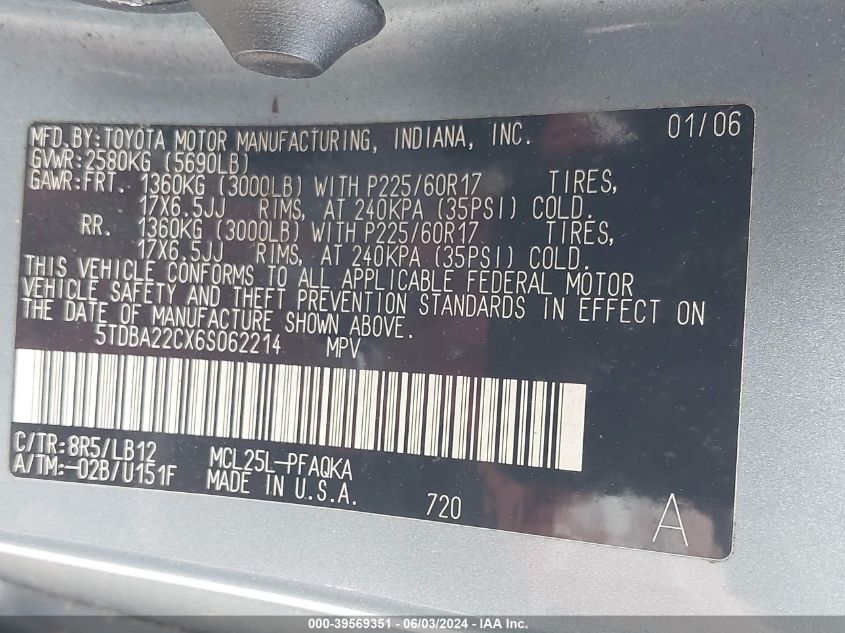 MFD.BY:TOYOTA MOTOR MANUFACTURING, INDIANA, INC. 01/06
GVWR:2580KG (5690LB)
GAWR:FRT. 1360KG (3000LB) WITH P225/60R17 TIRES,
17X6.5JJ RIMS, AT 240KPA (35PSI) COLD.
RR. 1360KG (3000LB) WITH P225/60R17 TIRES,
17X6.5JJ RIMS, AT 240KPA (35PSI) COLD.
THIS VEHICLE CONFORMS TO ALL APPLICABLE FEDERAL MOTOR
VEHICLE SAFETY AND THEFT PREVENTION STANDARDS IN EFFECT ON
THE DATE OF MANUFACTURE SHOWN ABOVE.
5TDBA22CX6S062214 MPV
C/TR:8R5/LB12 MCL25L-PFAQKA
A/TM:-02B/U151F MADE IN U.S.A.
720 A
000-39569351 / 06/03/2024 - IAA Inc.